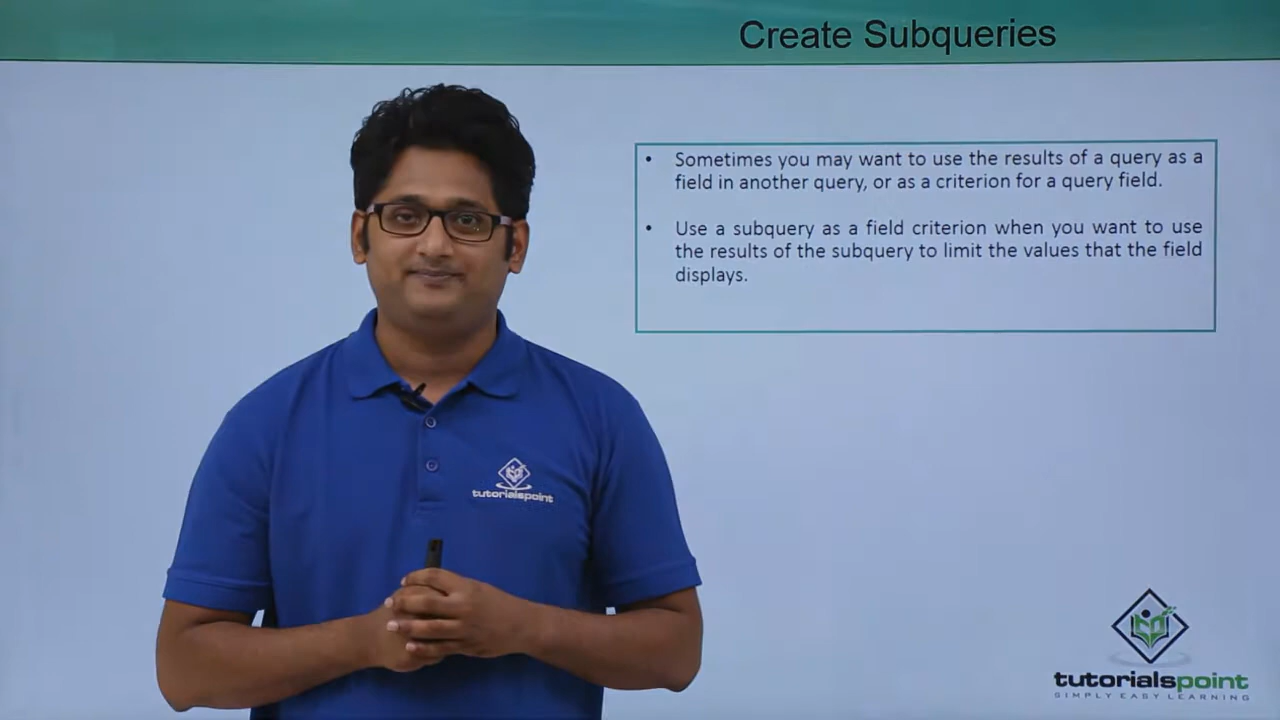 Create Subqueries
• Sometimes you may want to use the results of a query as a
field in another query, or as a criterion for a query field.
• Use a subquery as a field criterion when you want to use
the results of the subquery to limit the values that the field
displays.
tutorialspoint
tutorialspoint
SIMPLY EASY LEARNING